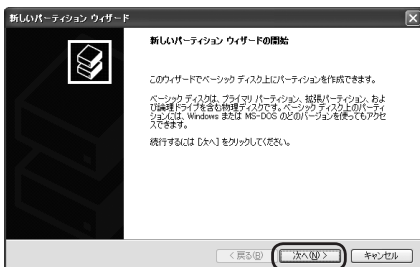 新しいパーティション ウィザード
新しいパーティション ウィザードの開始
このウィザードでベーシック ディスク上にパーティションを作成できます。
ベーシック ディスクは、プライマリ パーティション、拡張パーティション、およ
び論理ドライブを含む物理ディスクです。ベーシック ディスク上のパーティ
ションには、Windows または MS-DOS のどのバージョンを使ってもアクセ
スできます。
続行するには [次へ] をクリックしてください。
< 戻る(B)
次へ(N) >
キャンセル